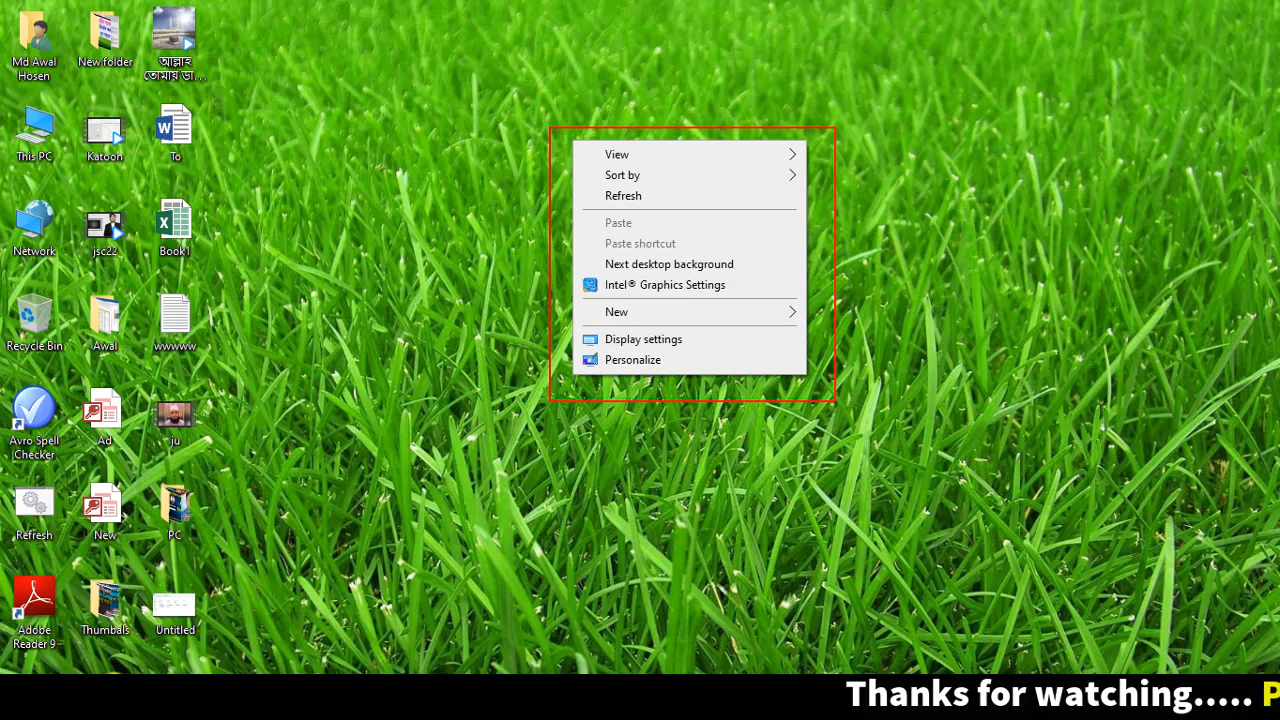 Md Awal
Hosen
New folder
আল্লাহ
তোমায় ডা...
This PC
Katoon
To
Network
jsc22
Book1
Recycle Bin
Awal
wwwww
Avro Spell
Checker
Ad
ju
Refresh
New
PC
Adobe
Reader 9
Thumbals
Untitled
View
Sort by
Refresh
Paste
Paste shortcut
Next desktop background
Intel® Graphics Settings
New
Display settings
Personalize
Thanks for watching..... P